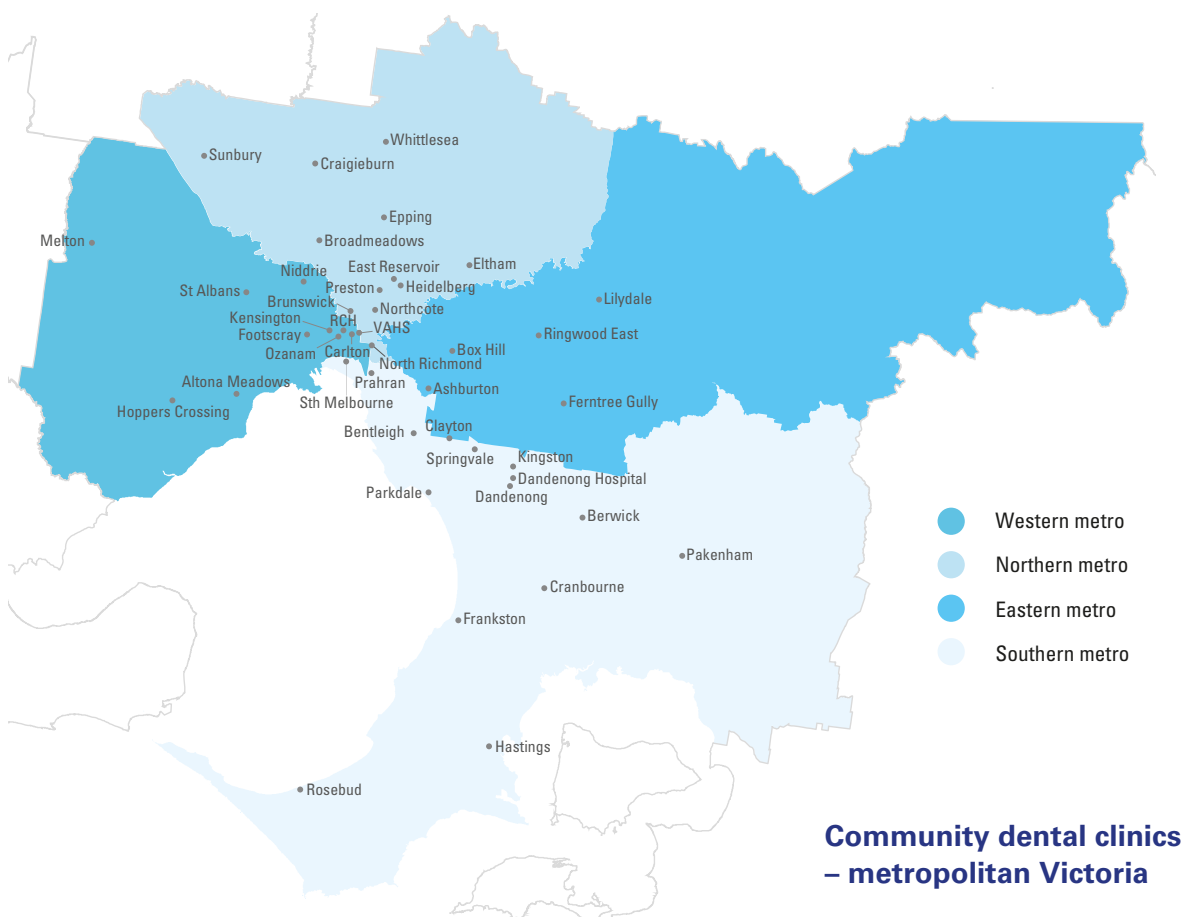 Whittlesea
Sunbury
Craigieburn
Epping
Melton
Broadmeadows
East Reservoir
Eltham
Niddrie
Preston
Heidelberg
St Albans
Brunswick
Northcote
Lilydale
Kensington
RCH
VAHS
Footscray
Ringwood East
Ozanam
Carlton
Box Hill
North Richmond
Altona Meadows
Prahran
Ashburton
Hoppers Crossing
Sth Melbourne
Ferntree Gully
Bentleigh
Clayton
Springvale
Kingston
Dandenong Hospital
Parkdale
Dandenong
Berwick
Pakenham
Cranbourne
Frankston
Hastings
Rosebud
Western metro
Northern metro
Eastern metro
Southern metro
Community dental clinics
– metropolitan Victoria